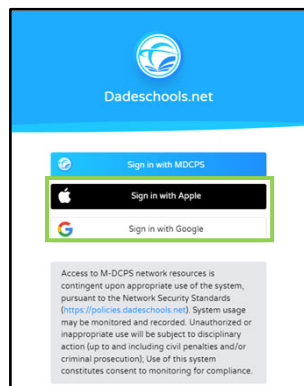 Dadeschools.net
Sign in with MDCPS
Sign in with Apple
Sign in with Google
Access to M-DCPS network resources is
contingent upon appropriate use of the system,
pursuant to the Network Security Standards
(https://policies.dadeschools.net). System usage
may be monitored and recorded. Unauthorized or
inappropriate use will be subject to disciplinary
action (up to and including civil penalties and/or
criminal prosecution); Use of this system
constitutes consent to monitoring for compliance.